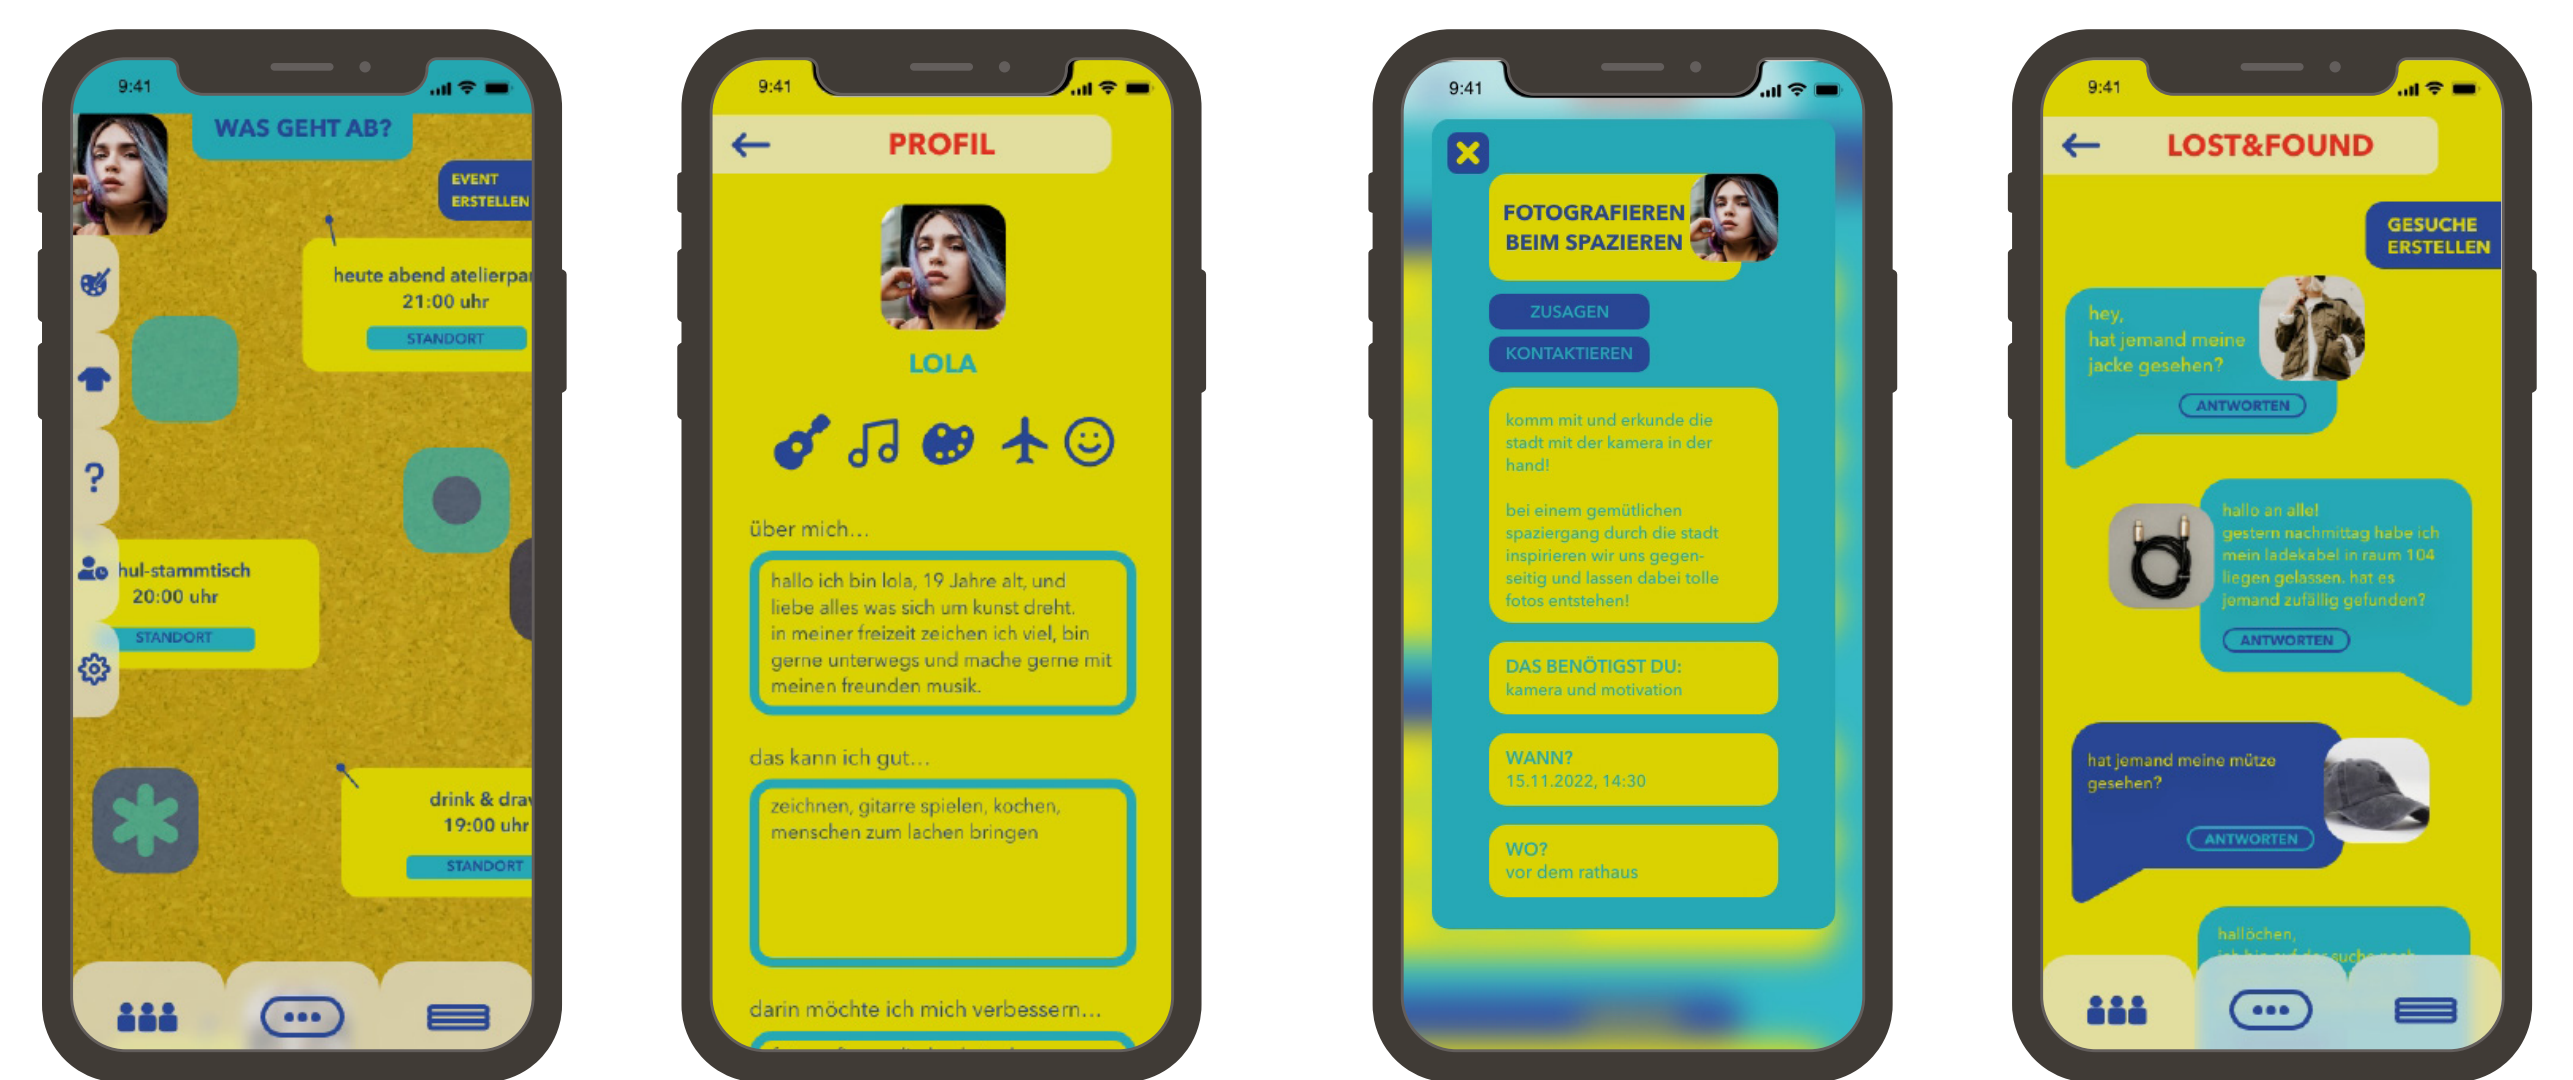 9:41
WAS GEHT AB?
EVENT
ERSTELLEN
heute abend
21:00 uhr
STANDORT
hul-stammtisch
20:00 uhr
STANDORT
drink &
19:00 uhr
STANDORT
9:41
PROFIL
LOLA
über mich...
hallo ich bin lola, 19 Jahre alt, und
liebe alles was sich um kunst dreht.
in meiner freizeit zeichen ich viel, bin
gerne unterwegs und mache gerne mit
meinen freunden musik.
das kann ich gut...
zeichnen, gitarre spielen, kochen,
menschen zum lachen bringen
darin möchte ich mich verbessern...
9:41
FOTOGRAFIEREN
BEIM SPAZIEREN
ZUSAGEN
KONTAKTIEREN
komm mit und erkunde die
stadt mit der kamera in der
hand!
bei einem gemütlichen
spaziergang durch die stadt
inspirieren wir uns gegen-
seitig und lassen dabei tolle
fotos entstehen!
DAS BENÖTIGST DU:
kamera und motivation
WANN?
15.11.2022, 14:30
WO?
vor dem rathaus
9:41
LOST&FOUND
GESUCHE
ERSTELLEN
hey,
hat jemand meine
jacke gesehen?
ANTWORTEN
hallo an alle!
gestern nachmittag habe ich
mein ladekabel in raum 104
liegen gelassen. hat es
jemand zufällig gefunden?
ANTWORTEN
hat jemand meine mütze
gesehen?
ANTWORTEN
hallöchen,
ich bin auf der suche nach